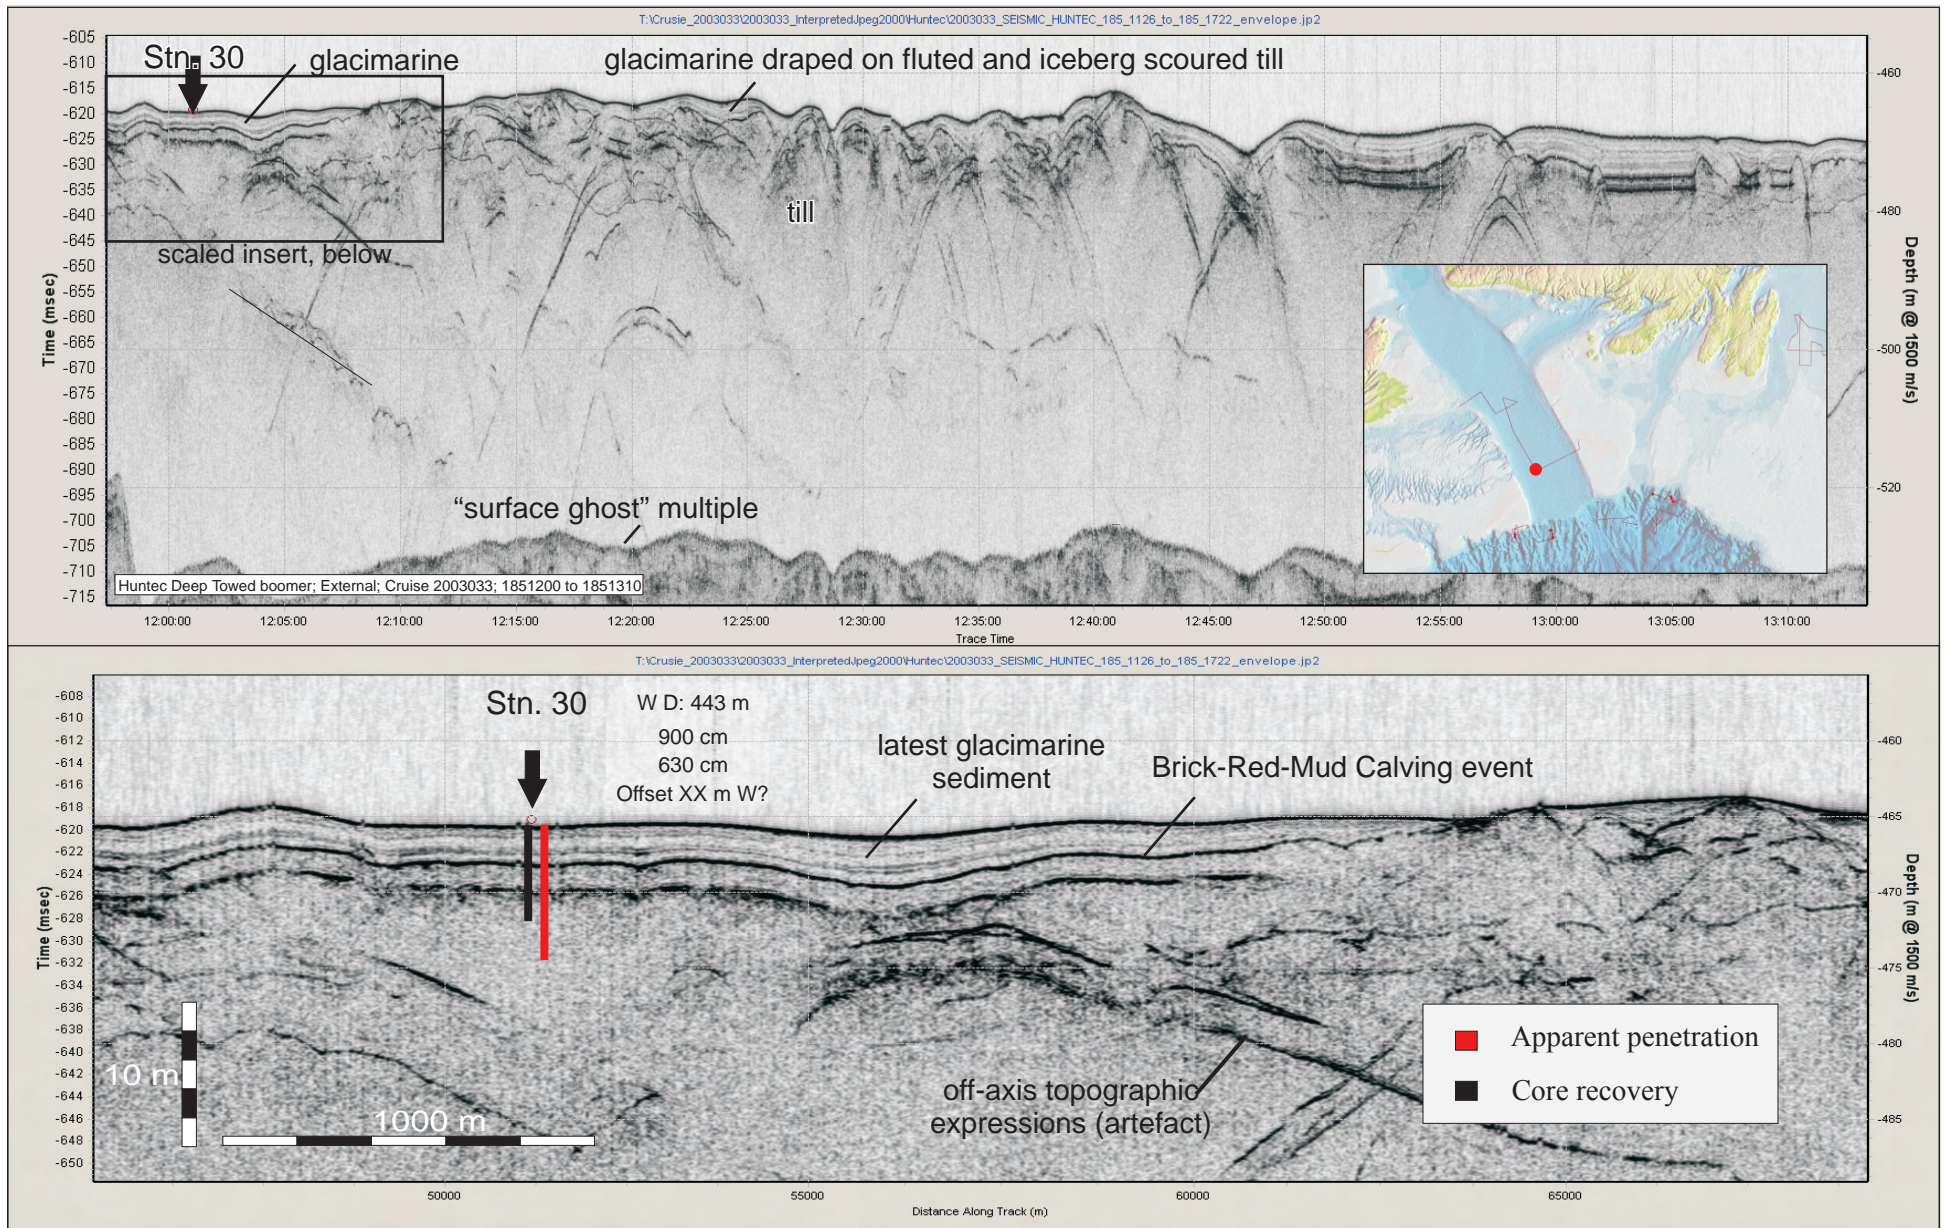 T:\Crusie_2003033\2003033_InterpretedJpeg2000\Huntec\2003033_SEISMIC_HUNTEC_185_1126_to_185_1722_envelope.jp2
Stn. 30
glacimarine
glacimarine draped on fluted and iceberg scoured till
till
scaled insert, below
"surface ghost" multiple
Huntec Deep Towed boomer; External; Cruise 2003033; 1851200 to 1851310
Time (msec)
-605
-610
-615
-620
-625
-630
-635
-640
-645
-650
-655
-660
-665
-670
-675
-680
-685
-690
-695
-700
-705
-710
-715
-460
-480
-500
-520
Depth (m @ 1500 m/s)
12:00:00
12:05:00
12:10:00
12:15:00
12:20:00
12:25:00
12:30:00
12:35:00
12:40:00
12:45:00
12:50:00
12:55:00
13:00:00
13:05:00
13:10:00
Trace Time
T:\Crusie_2003033\2003033_InterpretedJpeg2000\Huntec\2003033_SEISMIC_HUNTEC_185_1126_to_185_1722_envelope.jp2
Stn. 30
W D: 443 m
900 cm
630 cm
Offset XX m W?
latest glacimarine
sediment
Brick-Red-Mud Calving event
off-axis topographic
expressions (artefact)
10 m
1000 m
Apparent penetration
Core recovery
Time (msec)
-608
-610
-612
-614
-616
-618
-620
-622
-624
-626
-628
-630
-632
-634
-636
-638
-640
-642
-644
-646
-648
-650
-460
-465
-470
-475
-480
-485
Depth (m @ 1500 m/s)
50000
55000
60000
65000
Distance Along Track (m)